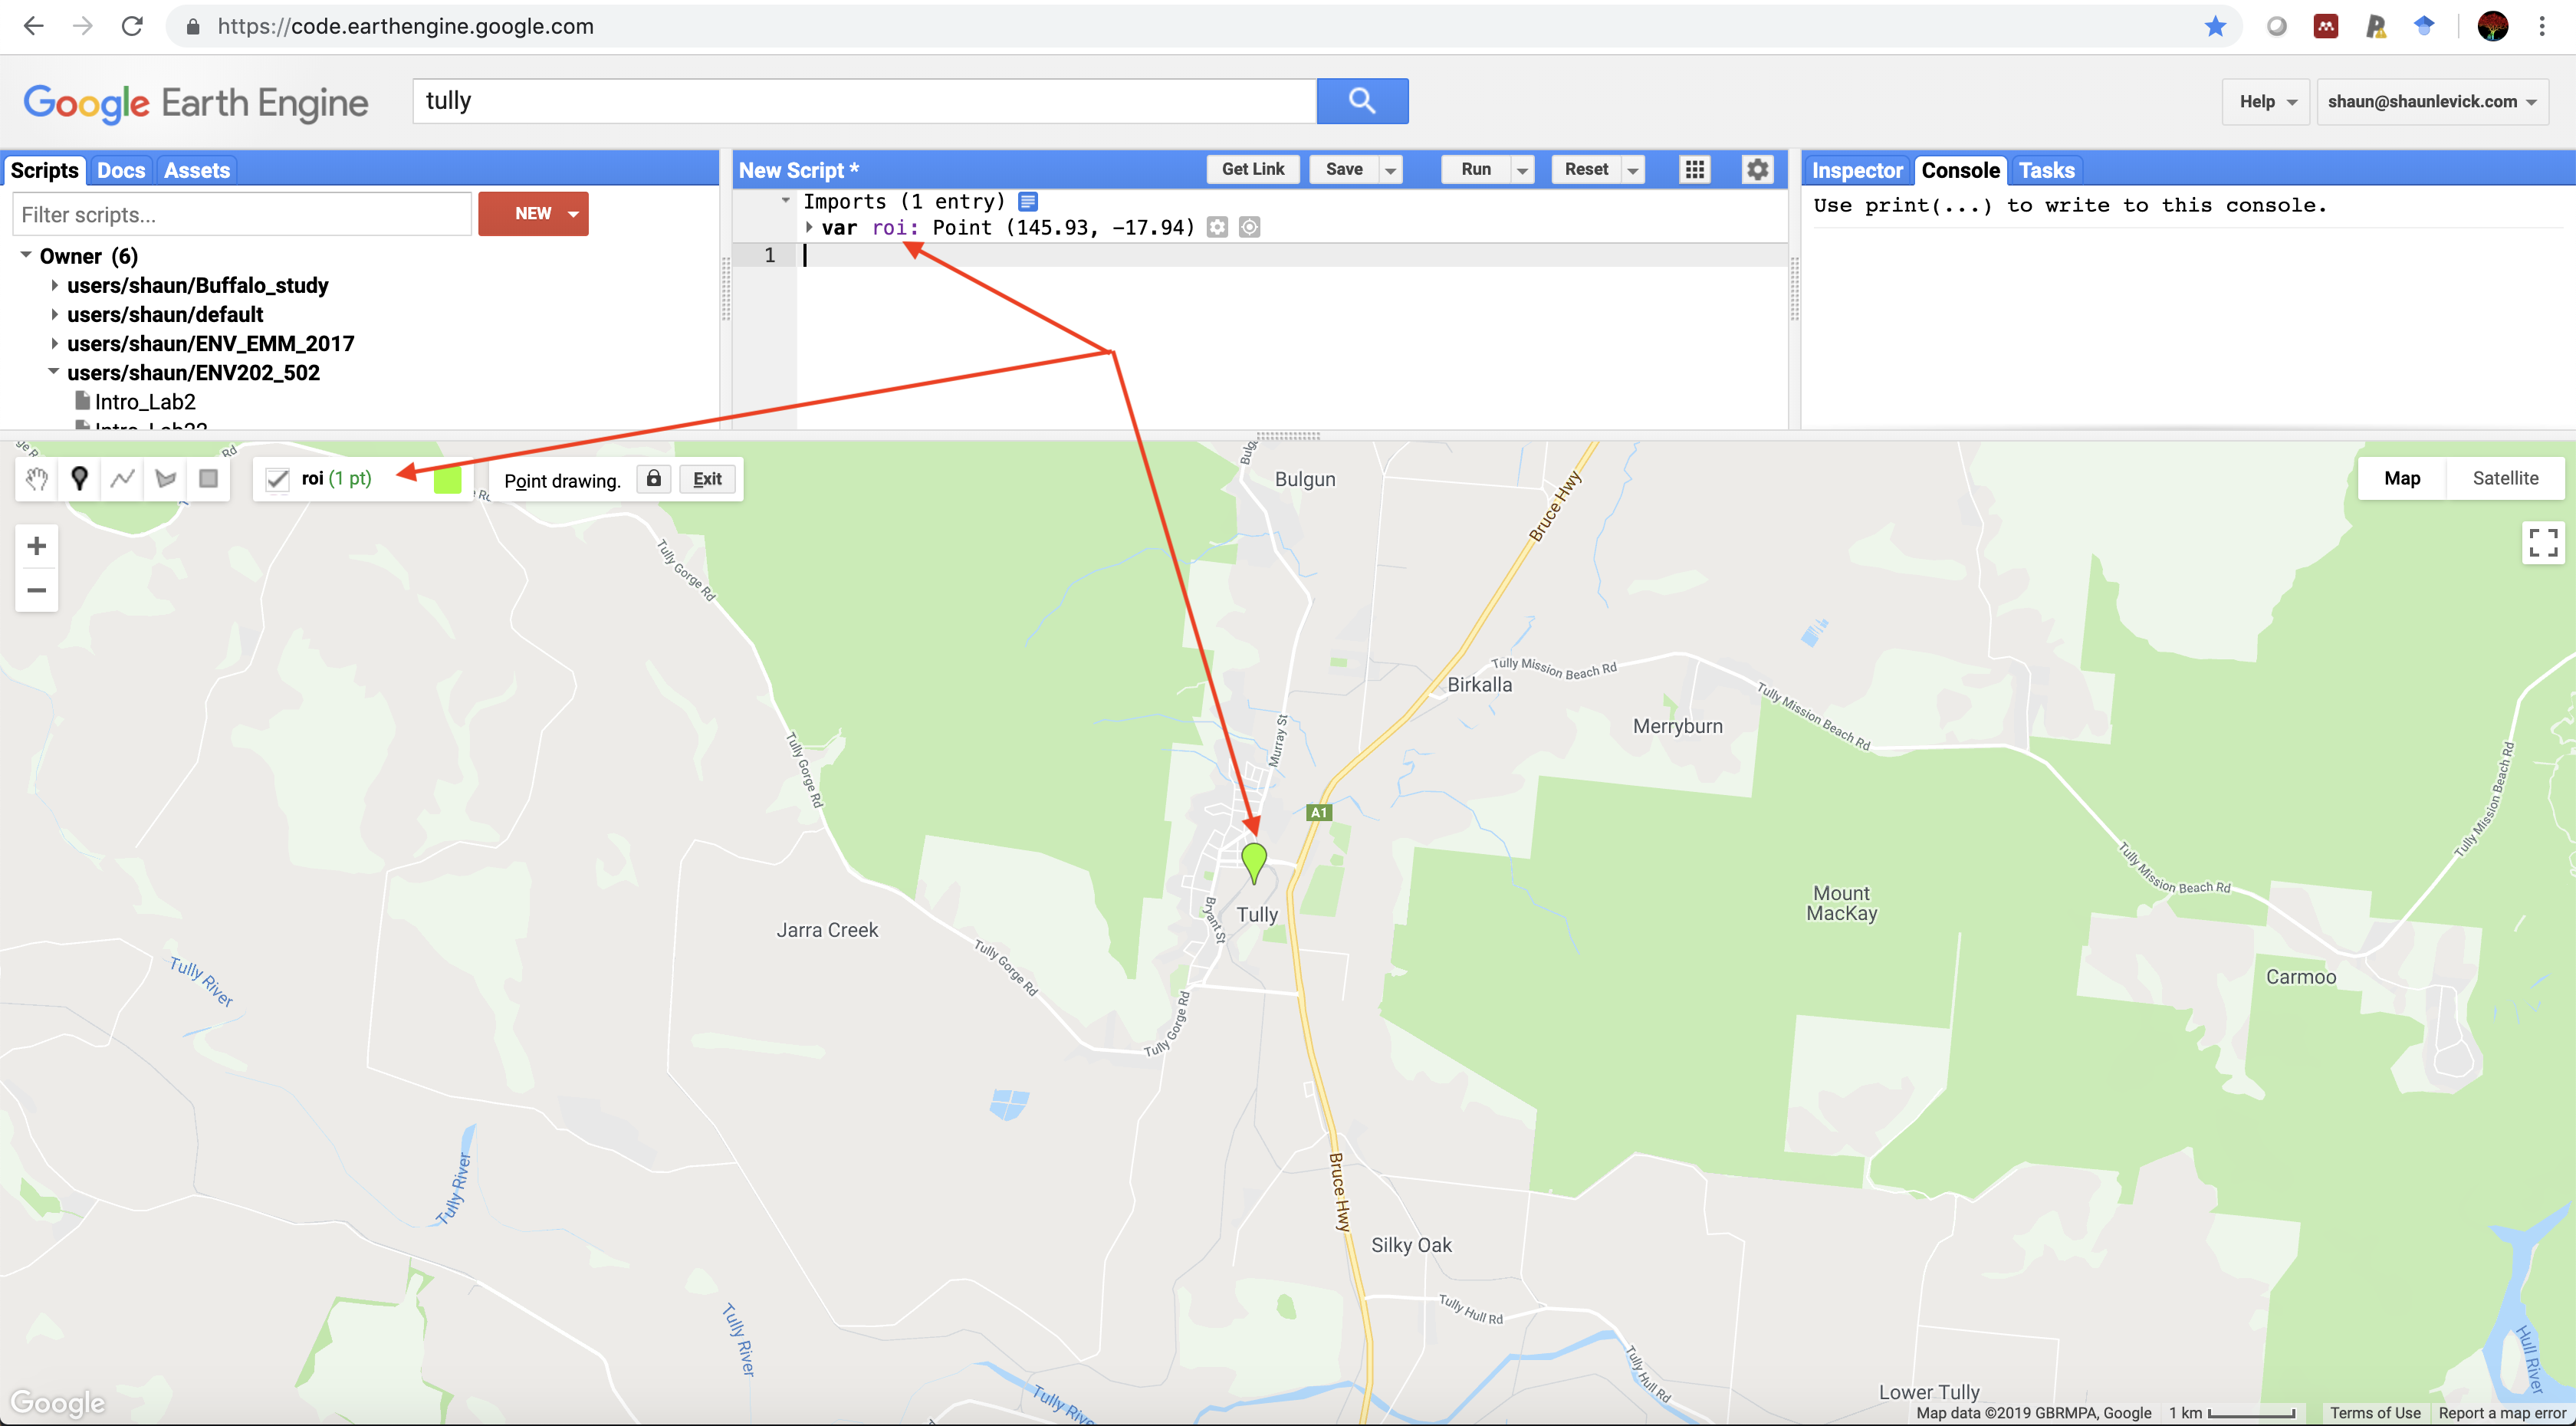 https://code.earthengine.google.com
Google Earth Engine
tully
Help
shaun@shaunlevick.com
Scripts Docs Assets
Filter scripts...
NEW
Owner (6)
users/shaun/Buffalo_study
users/shaun/default
users/shaun/ENV_EMM_2017
users/shaun/ENV202_502
Intro_Lab2
New Script *
Get Link Save Run Reset
Imports (1 entry)
var roi: Point (145.93, -17.94)
1
Inspector Console Tasks
Use print(...) to write to this console.
roi (1 pt)
Point drawing.
Exit
Map Satellite
Rd
Bulgun
Bruce Hwy
Tully Gorge Rd
Tully Mission Beach Rd
Birkalla
Tully Mission Beach Rd
Merryburn
Murray St
Tully Gorge Rd
Tully Mission Beach Rd
A1
Tully Mission Beach Rd
Mount
MacKay
Bryant St
Tully
Jarra Creek
Tully Gorge Rd
Tully River
Carmoo
Tully Gorge Rd
Tully River
Bruce Hwy
Silky Oak
Tully Hull Rd
Tully River
Tully Hull Rd
Hull River
Lower Tully
Google
Map data ©2019 GBRMPA, Google 1 km Terms of Use Report a map error